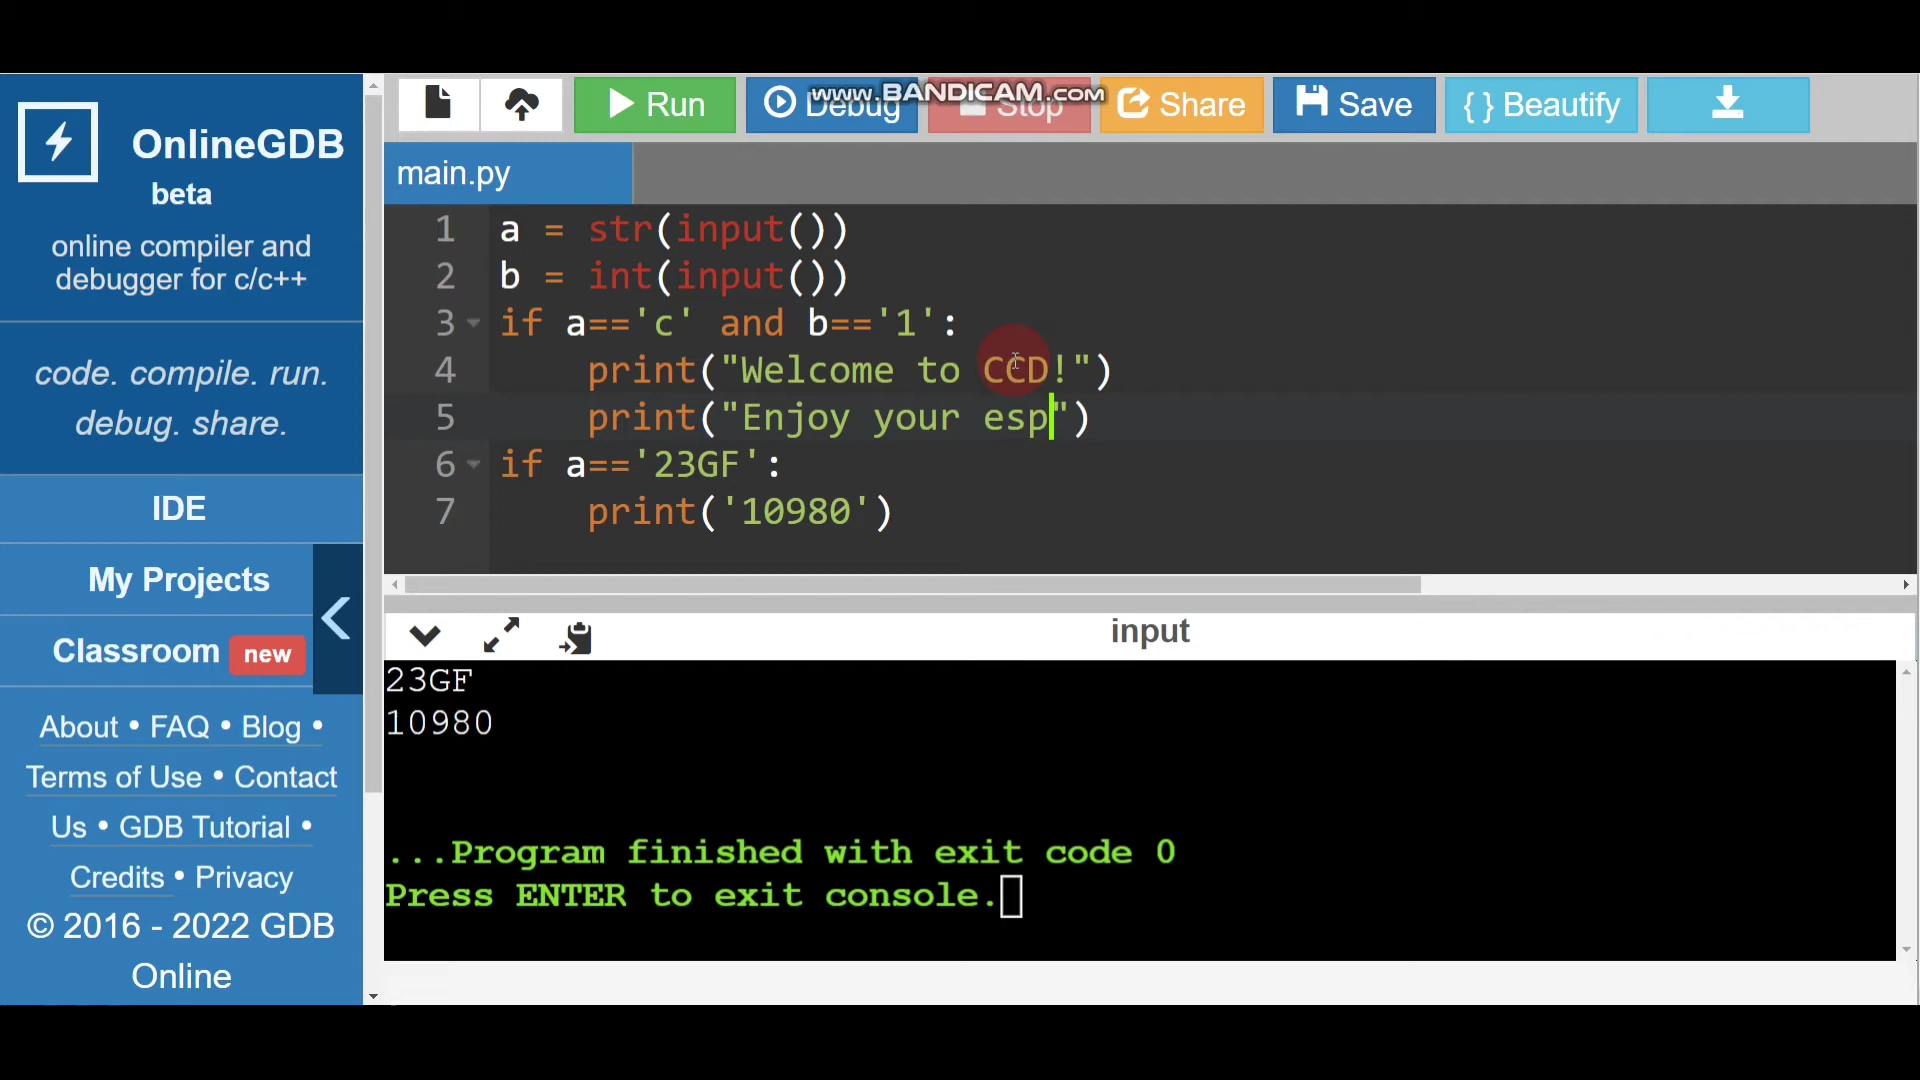 www.BANDICAM.com
Run
Debug
Stop
Share
Save
{ } Beautify
OnlineGDB
beta
online compiler and
debugger for c/c++
code. compile. run.
debug. share.
IDE
My Projects
Classroom new
About • FAQ • Blog •
Terms of Use • Contact
Us • GDB Tutorial •
Credits • Privacy
© 2016 - 2022 GDB
Online
main.py
1 a = str(input())
2 b = int(input())
3 if a=='c' and b=='1':
4     print("Welcome to CCD!")
5     print("Enjoy your esp")
6 if a=='23GF':
7     print('10980')
input
23GF
10980
...Program finished with exit code 0
Press ENTER to exit console.